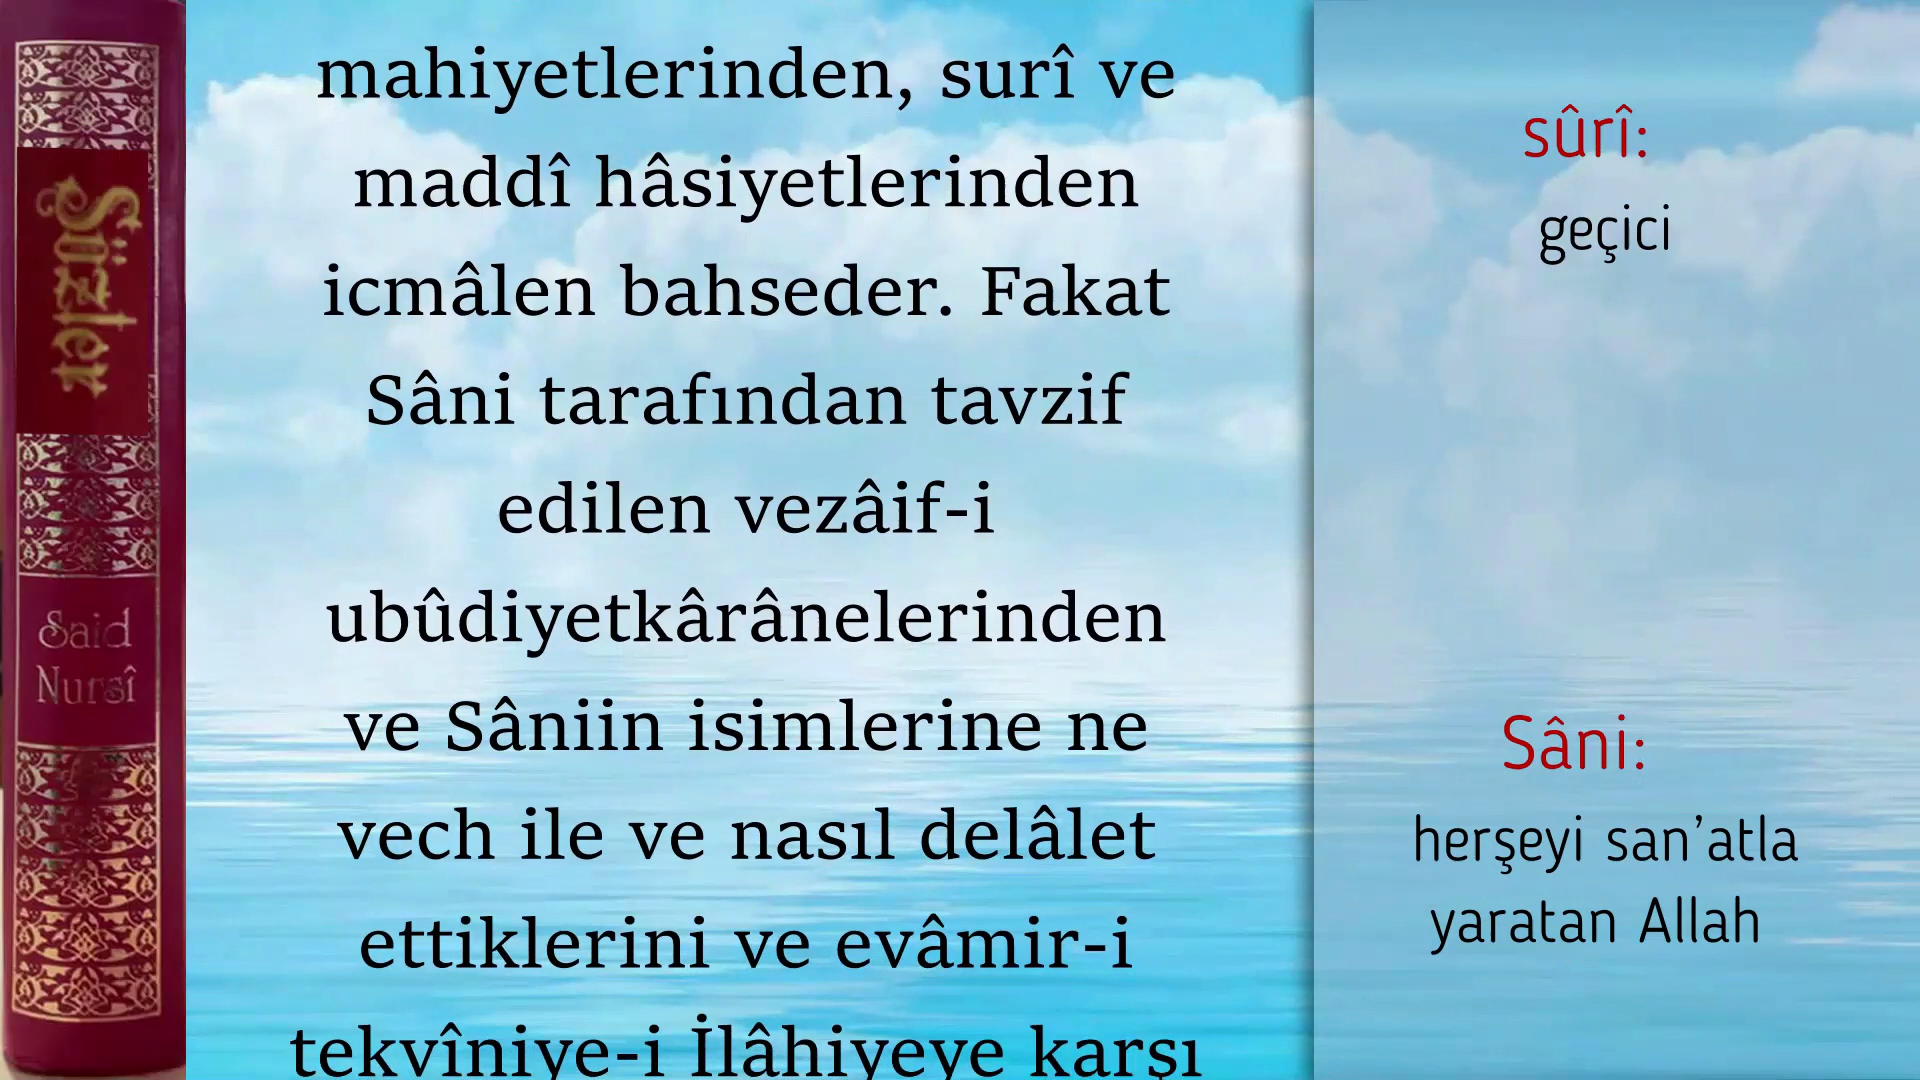 Sözler
Said
Nursî
mahiyetlerinden, surî ve
maddî hâsiyetlerinden
icmâlen bahseder. Fakat
Sâni tarafından tavzif
edilen vezâif-i
ubûdiyetkârânelerinden
ve Sâniin isimlerine ne
vech ile ve nasıl delâlet
ettiklerini ve evâmir-i
tekvîniye-i İlâhiyeye karşı
sûrî:
geçici
Sâni:
herşeyi san’atla
yaratan Allah